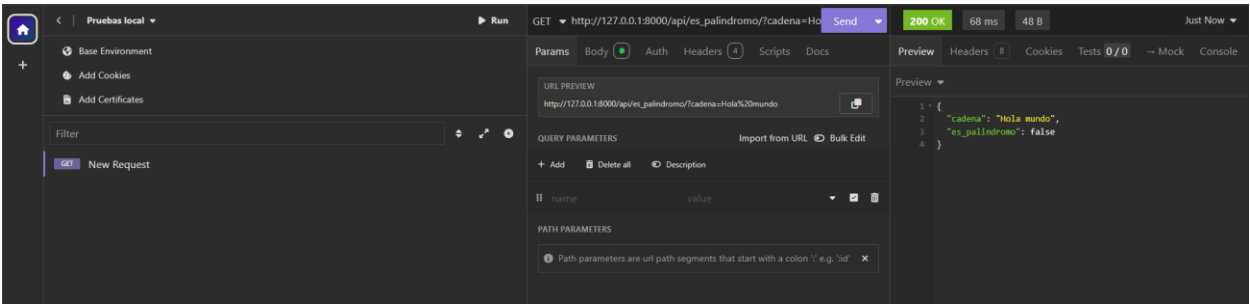 Pruebas local
Run
Base Environment
Add Cookies
Add Certificates
Filter
GET New Request
GET http://127.0.0.1:8000/api/es_palindromo/?cadena=Ho Send
Params Body Auth Headers 4 Scripts Docs
URL PREVIEW
http://127.0.0.1:8000/api/es_palindromo/?cadena=Hola%20mundo
QUERY PARAMETERS Import from URL Bulk Edit
+ Add Delete all Description
name value
PATH PARAMETERS
Path parameters are url path segments that start with a colon ':' e.g. ':id'
200 OK 68 ms 48 B Just Now
Preview Headers 8 Cookies Tests 0 / 0 → Mock Console
Preview
1 {
2 "cadena": "Hola mundo",
3 "es_palindromo": false
4 }